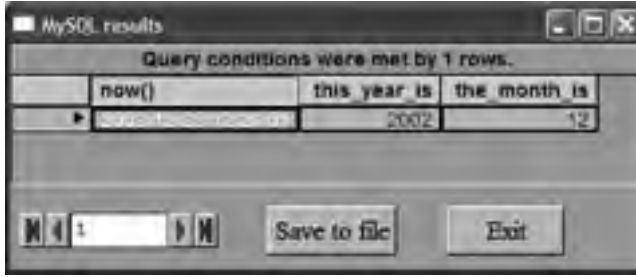 MySQL results
Query conditions were met by 1 rows.
now() this_year_is the_month_is
2002 12
1
Save to file Exit